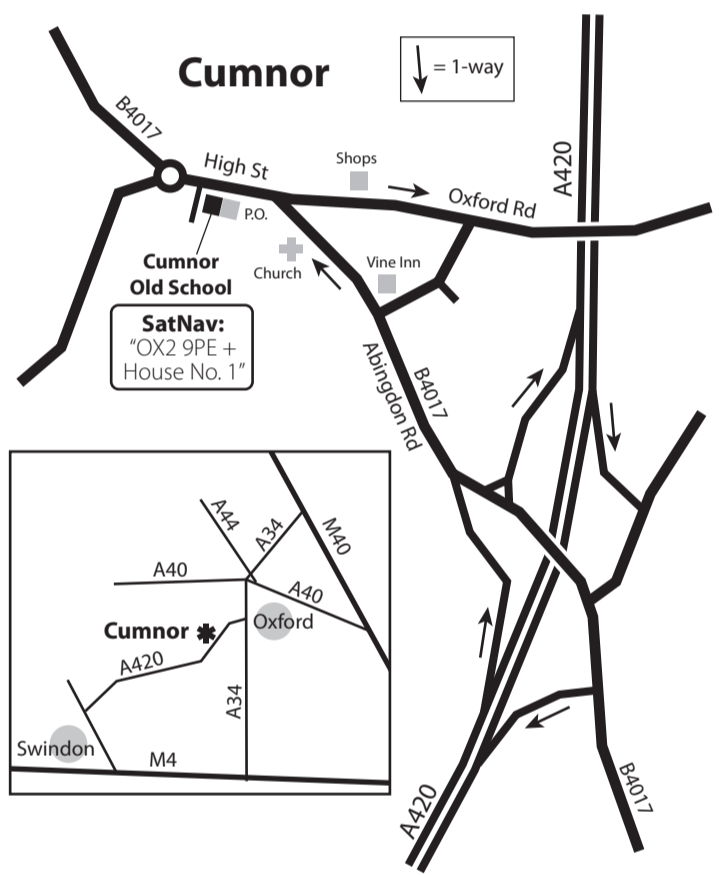 Cumnor
= 1-way
B4017
High St
Shops
Oxford Rd
A420
P.O.
Church
Vine Inn
Cumnor
Old School
SatNav:
“OX2 9PE +
House No. 1”
Abingdon Rd
B4017
A44
A34
M40
A40
A40
Cumnor
Oxford
A420
A34
Swindon
M4
A420
B4017